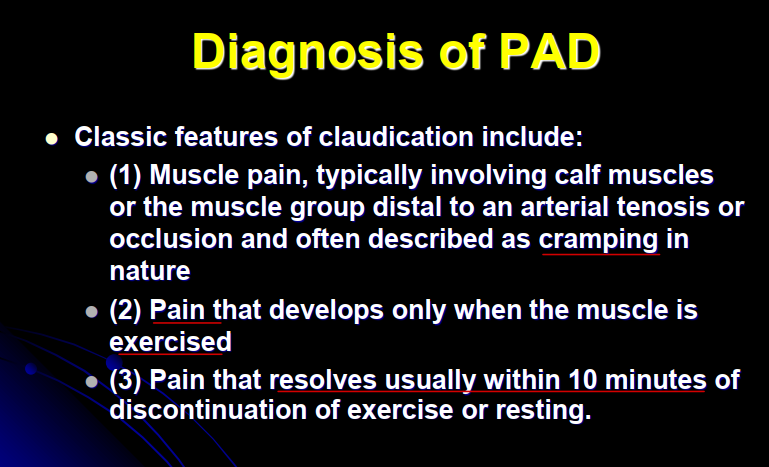 Diagnosis of PAD
Classic features of claudication include:
(1) Muscle pain, typically involving calf muscles
or the muscle group distal to an arterial tenosis or
occlusion and often described as cramping in
nature
(2) Pain that develops only when the muscle is
exercised
(3) Pain that resolves usually within 10 minutes of
discontinuation of exercise or resting.